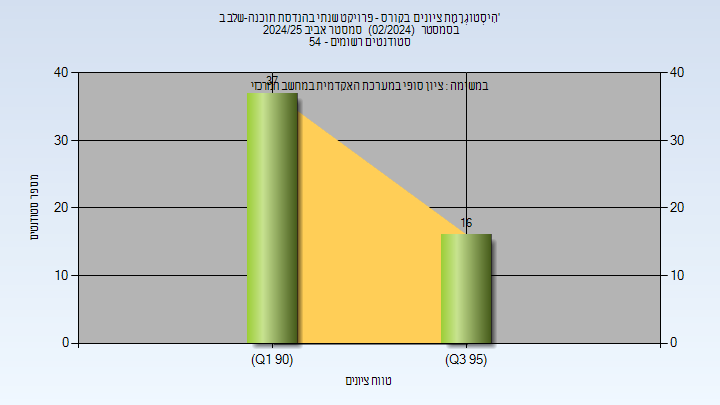 היסטוגרמת ציונים בקורס - פרויקט שנתי בהנדסת תוכנה-שלב ב'
בסמסטר (02/2024) סמסטר אביב 2024/25
סטודנטים רשומים - 54
במשימה : ציון סופי במערכת האקדמית במחשב המרכזי
40
30
20
10
0
40
30
20
10
0
37
16
מספר סטודנטים
(Q1 90)
(Q3 95)
טווח ציונים